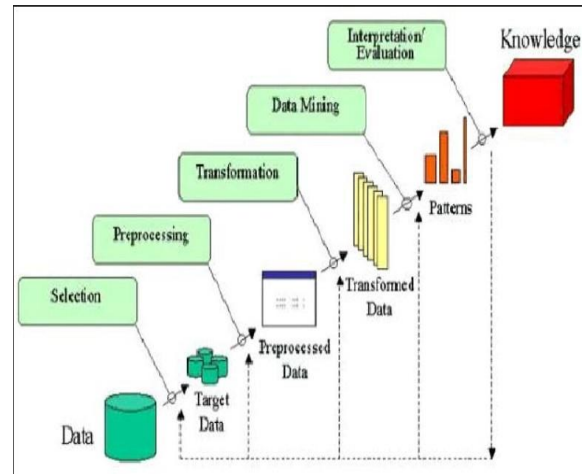 Interpretation/
Evaluation
Knowledge
Data Mining
Transformation
Patterns
Preprocessing
Transformed
Data
Selection
Preprocessed
Data
Target
Data
Data